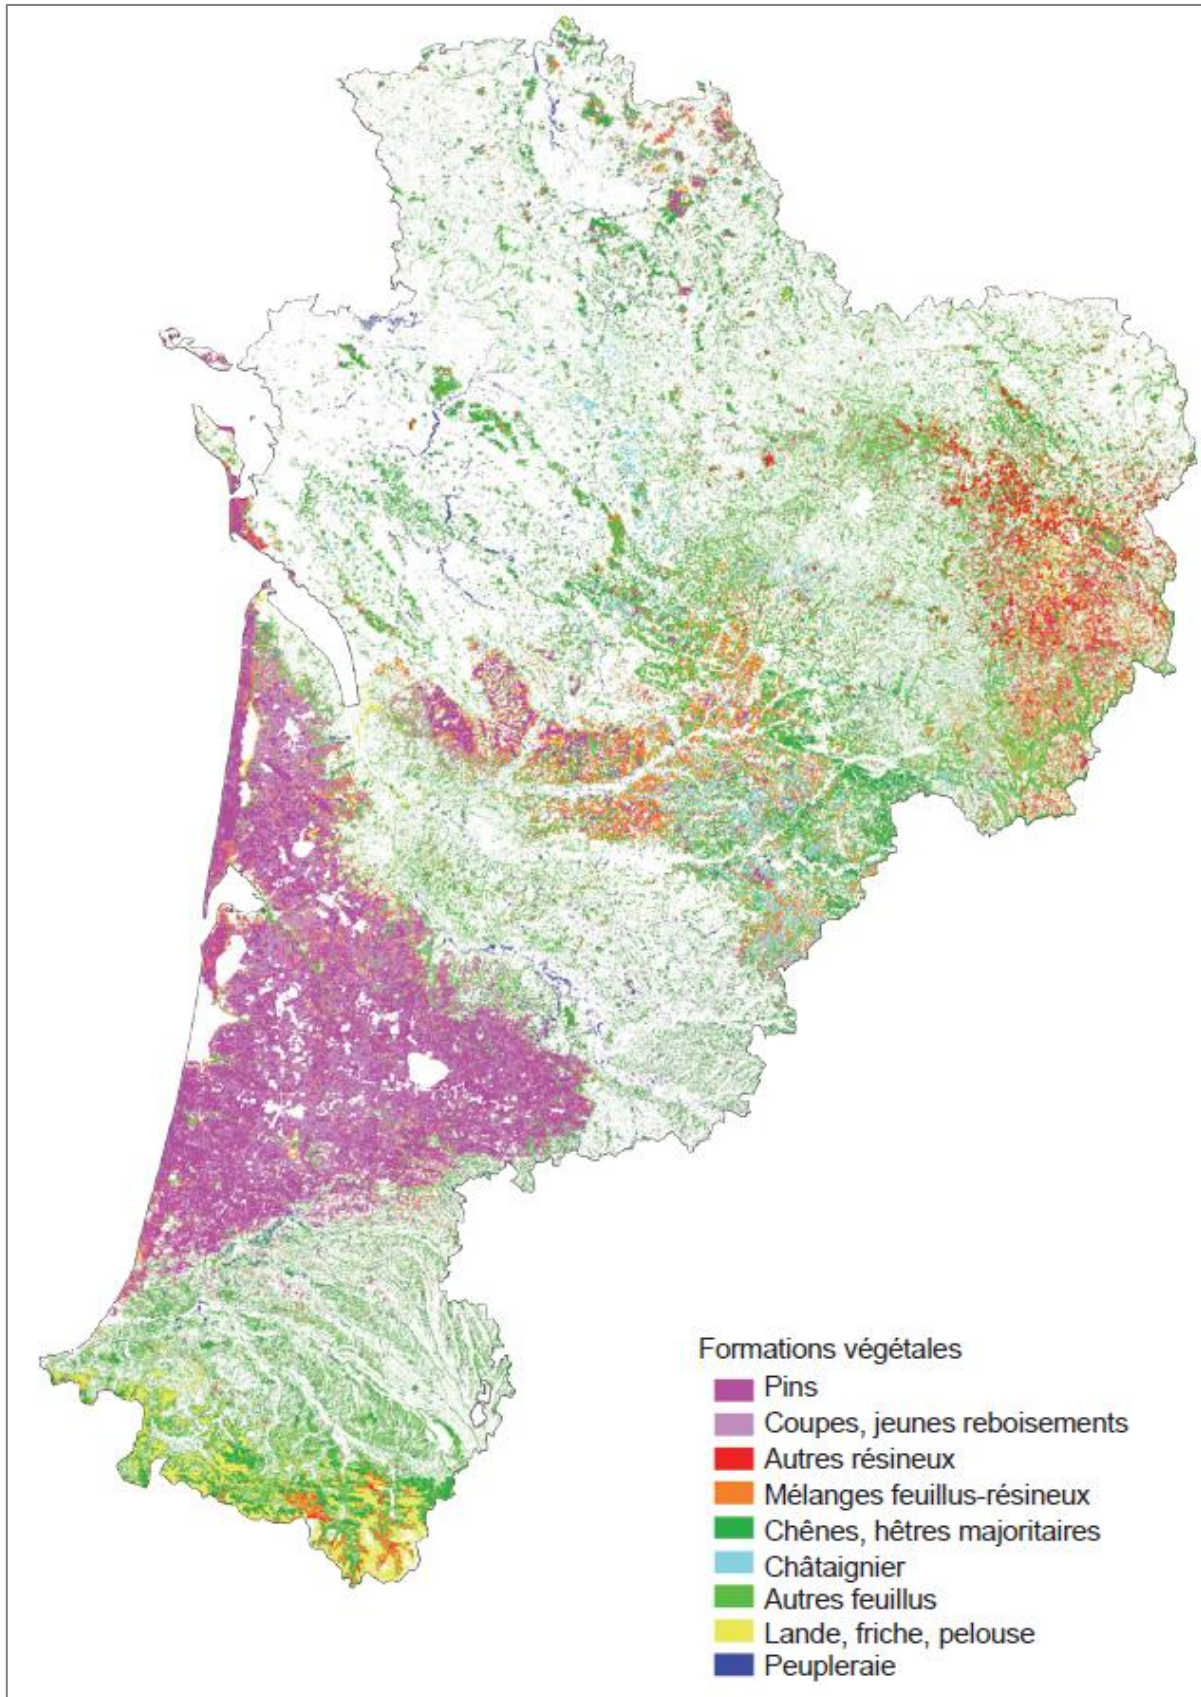 Formations végétales
Pins
Coupes, jeunes reboisements
Autres résineux
Mélanges feuillus-résineux
Chênes, hêtres majoritaires
Châtaignier
Autres feuillus
Lande, friche, pelouse
Peupleraie